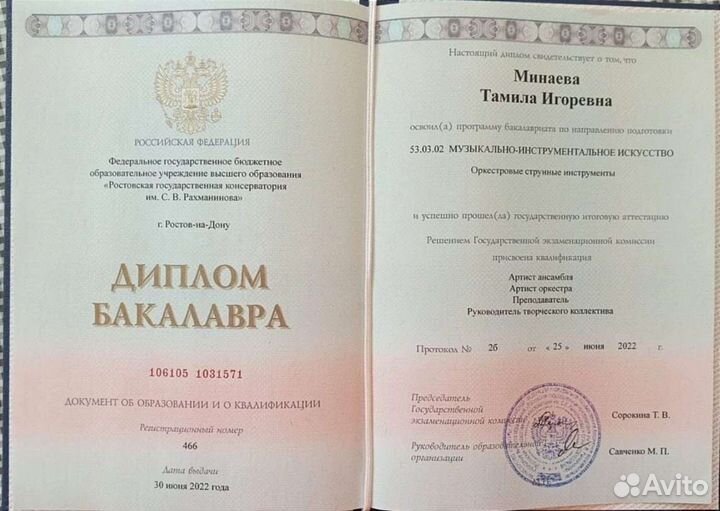 РОССИЙСКАЯ ФЕДЕРАЦИЯ
Федеральное государственное бюджетное
образовательное учреждение высшего образования
«Ростовская государственная консерватория
им. С. В. Рахманинова»
г. Ростов-на-Дону
ДИПЛОМ
БАКАЛАВРА
106105 1031571
ДОКУМЕНТ ОБ ОБРАЗОВАНИИ И О КВАЛИФИКАЦИИ
Регистрационный номер
466
Дата выдачи
30 июня 2022 года
Настоящий диплом свидетельствует о том, что
Минаева
Тамила Игоревна
освоил(а) программу бакалавриата по направлению подготовки
53.03.02 МУЗЫКАЛЬНО-ИНСТРУМЕНТАЛЬНОЕ ИСКУССТВО
Оркестровые струнные инструменты
и успешно прошел(ла) государственную итоговую аттестацию
Решением Государственной экзаменационной комиссии
присвоена квалификация
Артист ансамбля
Артист оркестра
Преподаватель
Руководитель творческого коллектива
Протокол № 2б от «25» июня 2022 г.
Председатель
Государственной
экзаменационной комиссии Сорокина Т. В.
Руководитель образовательной
организации Савченко М. П.
Avito